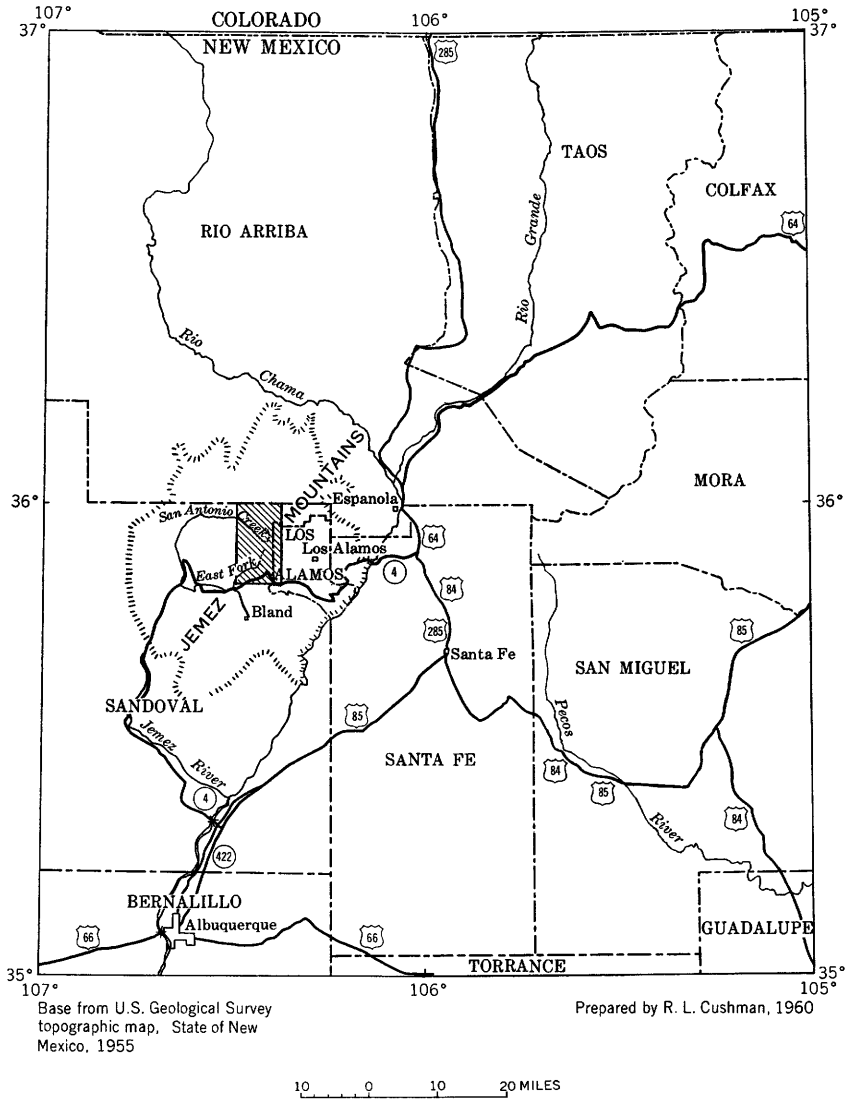 107°
COLORADO
106°
105°
37°
37°
NEW MEXICO
285
TAOS
COLFAX
64
RIO ARRIBA
Rio
Grande
Rio
Chama
JEMEZ
MOUNTAINS
MORA
36°
36°
San Antonio
Creek
Espanola
LOS
ALAMOS
Los Alamos
64
East Fork
4
84
Bland
285
Santa Fe
85
SAN MIGUEL
SANDOVAL
85
Pecos
River
Jemez
River
SANTA FE
84
85
4
84
422
BERNALILLO
Albuquerque
66
66
GUADALUPE
TORRANCE
35°
35°
107°
106°
105°
Base from U.S. Geological Survey
topographic map, State of New
Mexico, 1955
Prepared by R. L. Cushman, 1960
10 0 10 20 MILES